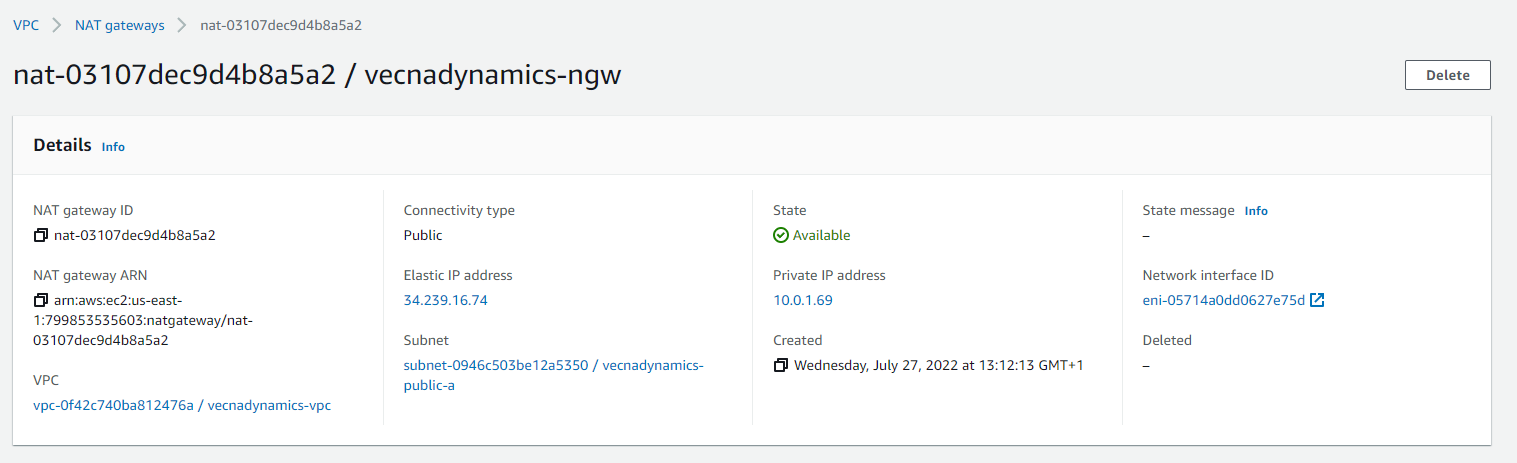 VPC > NAT gateways > nat-03107dec9d4b8a5a2
nat-03107dec9d4b8a5a2 / vecnadynamics-ngw
Delete
Details Info
NAT gateway ID
nat-03107dec9d4b8a5a2
NAT gateway ARN
arn:aws:ec2:us-east-
1:799853535603:natgateway/nat-
03107dec9d4b8a5a2
VPC
vpc-0f42c740ba812476a / vecnadynamics-vpc
Connectivity type
Public
Elastic IP address
34.239.16.74
Subnet
subnet-0946c503be12a5350 / vecnadynamics-
public-a
State
Available
Private IP address
10.0.1.69
Created
Wednesday, July 27, 2022 at 13:12:13 GMT+1
State message Info
–
Network interface ID
eni-05714a0dd0627e75d
Deleted
–